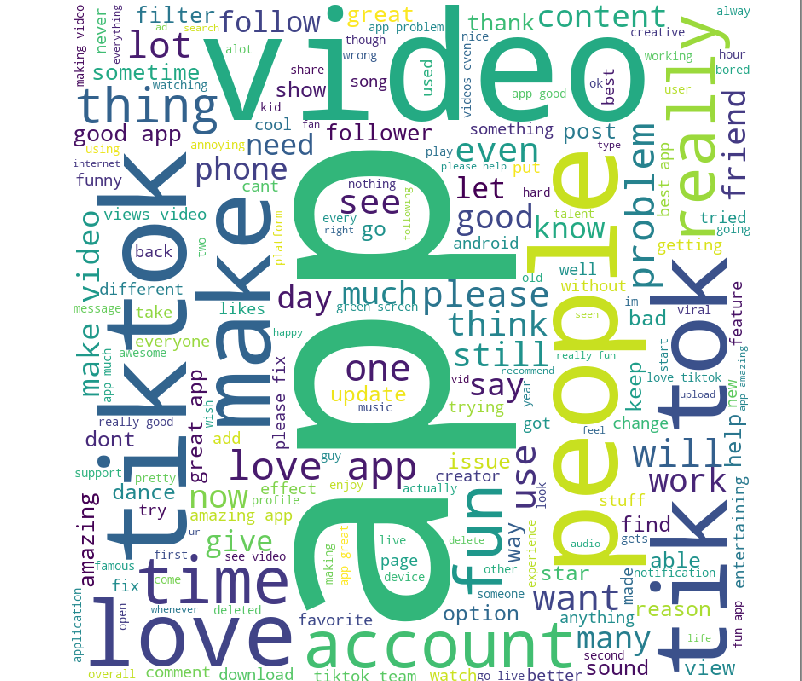 making video
never
everything
filter
an
search
follow
app problem
great
though
wrong
thank
nice
content
creative
alway
lot
alot
sometime
watching
share
show
kid
song
video
used
videos even
ok
best
app good
working
user
hour
bored
really
thing
cool
fan
follower
something
post
type
friend
good app
using
annoying
need
play
even
please help
put
internet
funny
phone
cant
nothing
see
let
hard
talent
people
problem
best app
tried
going
tiktok
make
views video
two
platform
every
right
go
following
good
android
know
getting
make video
back
different
day
much
please
old
well
without
im
bad
tok
viral
feature
message
take
likes
green screen
think
seen
everyone
awesome
happy
app
still
really fun
start
app much
wish
please fix
one
vid
say
recommend
year
keep
love tiktok
new
app amazing
update
music
trying
upload
really good
great app
add
got
feel
change
dont
guy
love app
issue
use
look
will
help
support
pretty
dance
now
effect
profile
enjoy
actually
creator
work
amazing
try
amazing app
ur
fun
way
experience
stuff
entertaining
first
give
making
app great
live
page
device
delete
other
audio
find
gets
tik
famous
see video
fix
time
come
star
able
notification
someone
want
made
reason
application
love
open
whenever
deleted
favorite
option
anything
life
fun app
account
many
second
sound
view
overall
comment
download
tiktok team
watch
go live
better